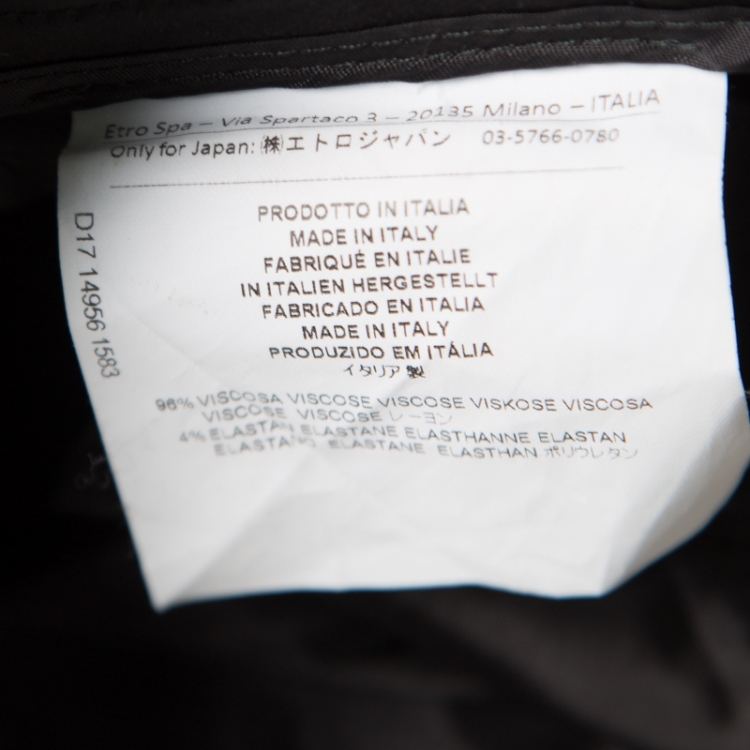 Etro Spa – Via Spartaco 3 – 20135 Milano – ITALIA
Only for Japan: ㈱エトロジャパン 03-5766-0780
D17 14956 1583
PRODOTTO IN ITALIA
MADE IN ITALY
FABRIQUÉ EN ITALIE
IN ITALIEN HERGESTELLT
FABRICADO EN ITALIA
MADE IN ITALY
PRODUZIDO EM ITÁLIA
イタリア製
96% VISCOSA VISCOSE VISCOSE VISKOSE VISCOSA
VISCOSE VISCOSE レーヨン
4% ELASTAN ELASTANE ELASTHANNE ELASTAN
ELASTANO ELASTANE ELASTHAN ポリウレタン